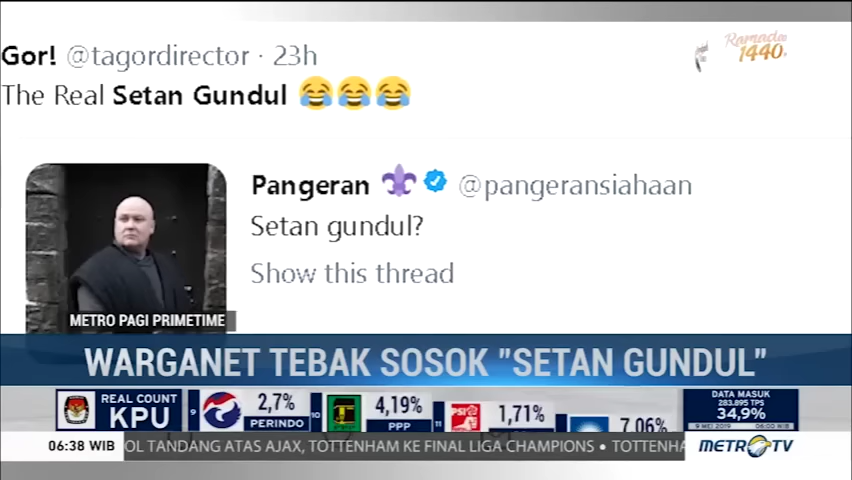 Gor! @tagordirector · 23h
The Real Setan Gundul 😂😂😂
Ramadan
1440
Pangeran ⚜ @pangeransiahaan
Setan gundul?
Show this thread
METRO PAGI PRIMETIME
WARGANET TEBAK SOSOK "SETAN GUNDUL"
REAL COUNT
KPU
9
2,7%
PERINDO
10
4,19%
PPP
11
PSI
1,71%
7,06%
DATA MASUK
283.895 TPS
34,9%
9 MEI 2019 06:00 WIB
06:38 WIB
OL TANDANG ATAS AJAX, TOTTENHAM KE FINAL LIGA CHAMPIONS • TOTTENHA
METRO TV